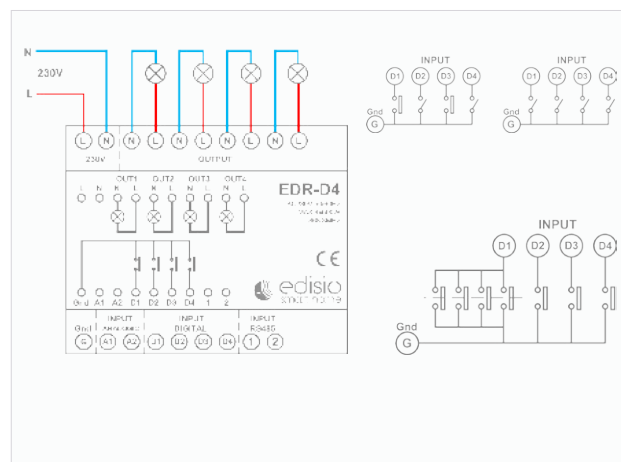 N
230V
L
L N N L N L N L N L
230V OUTPUT
OUT1 OUT2 OUT3 OUT4
L N N L N L N L N L
EDR-D4
CE
edisio
smart home
Gnd A1 A2 D1 D2 D3 D4 1 2
INPUT INPUT INPUT
Gnd ANALOGIC DIGITAL RS485
G A1 A2 D1 D2 D3 D4 1 2
INPUT
D1 D2 D3 D4
Gnd
G
INPUT
D1 D2 D3 D4
Gnd
G
INPUT
D1 D2 D3 D4
Gnd
G